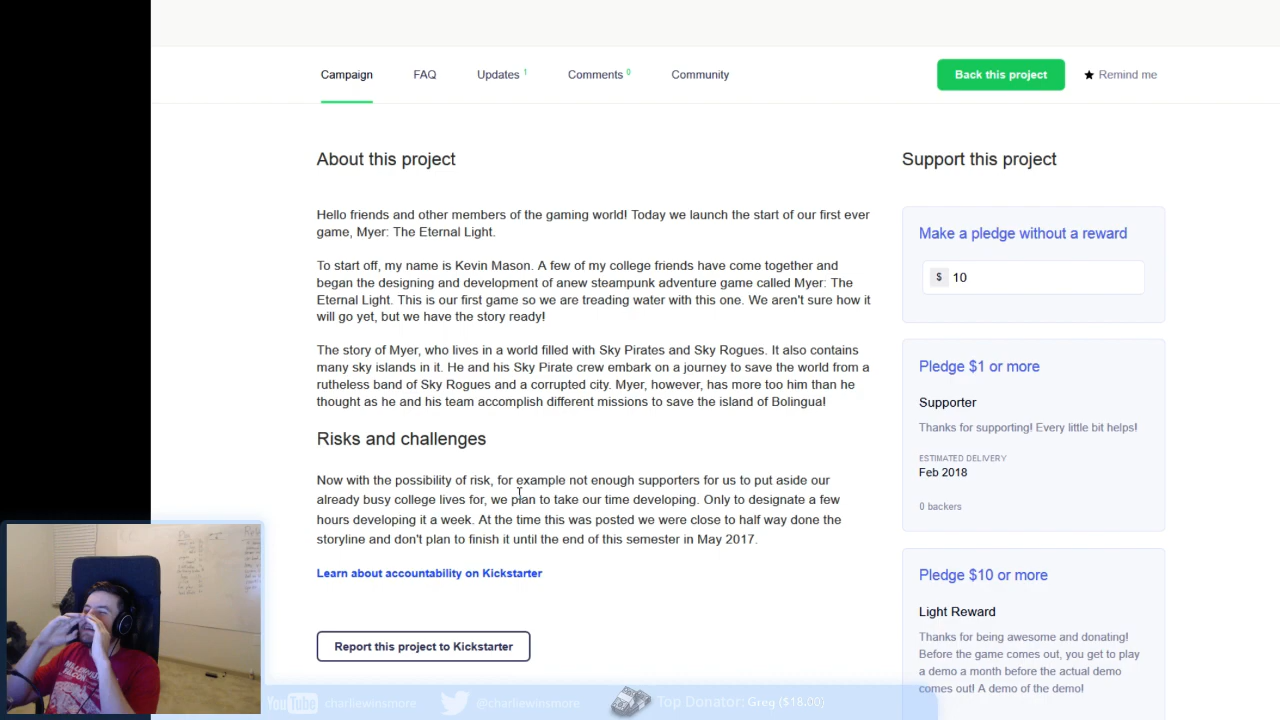 Campaign
FAQ
Updates 1
Comments 0
Community
Back this project
★ Remind me
About this project
Hello friends and other members of the gaming world! Today we launch the start of our first ever
game, Myer: The Eternal Light.
To start off, my name is Kevin Mason. A few of my college friends have come together and
began the designing and development of anew steampunk adventure game called Myer: The
Eternal Light. This is our first game so we are treading water with this one. We aren't sure how it
will go yet, but we have the story ready!
The story of Myer, who lives in a world filled with Sky Pirates and Sky Rogues. It also contains
many sky islands in it. He and his Sky Pirate crew embark on a journey to save the world from a
ruthless band of Sky Rogues and a corrupted city. Myer, however, has more too him than he
thought as he and his team accomplish different missions to save the island of Bolingua!
Risks and challenges
Now with the possibility of risk, for example not enough supporters for us to put aside our
already busy college lives for, we plan to take our time developing. Only to designate a few
hours developing it a week. At the time this was posted we were close to half way done the
storyline and don't plan to finish it until the end of this semester in May 2017.
Learn about accountability on Kickstarter
Report this project to Kickstarter
Support this project
Make a pledge without a reward
$ 10
Pledge $1 or more
Supporter
Thanks for supporting! Every little bit helps!
ESTIMATED DELIVERY
Feb 2018
0 backers
Pledge $10 or more
Light Reward
Thanks for being awesome and donating!
Before the game comes out, you get to play
a demo a month before the actual demo
comes out! A demo of the demo!
YouTube charliewinsmore
@charliewinsmore
Top Donator: Greg ($18.00)